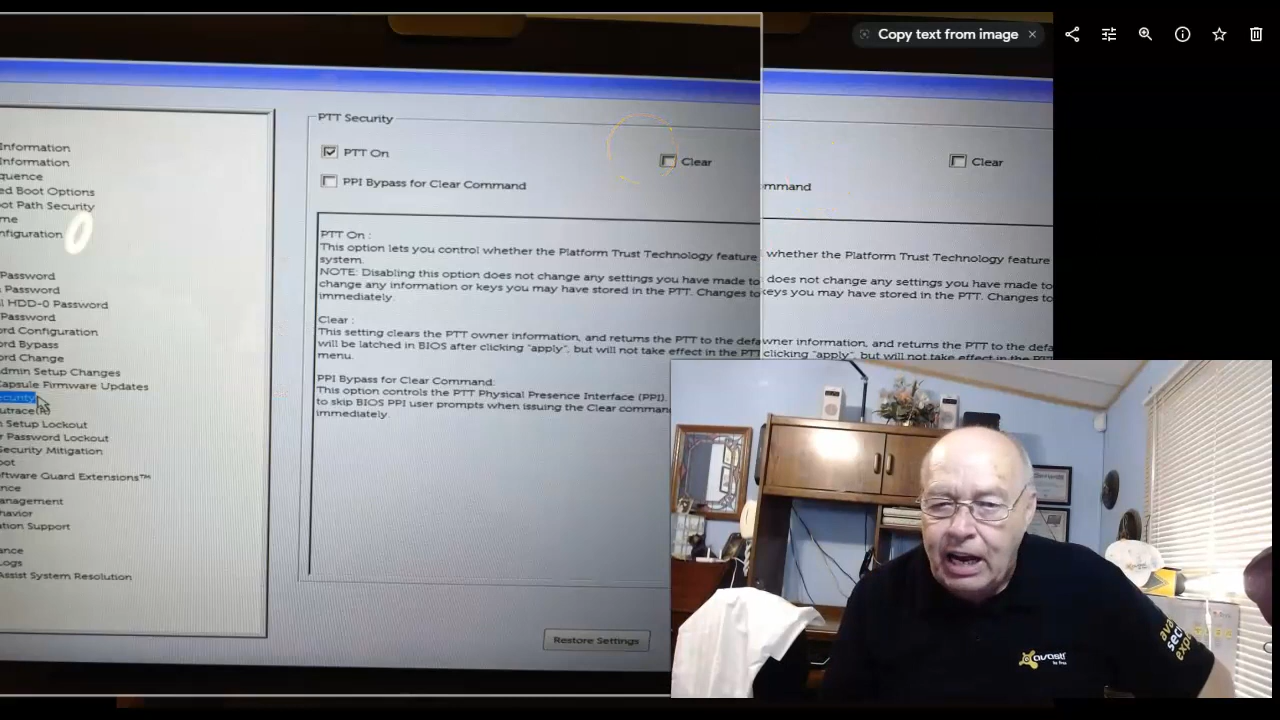 Copy text from image
PTT Security
PTT On
Clear
Clear
PPI Bypass for Clear Command
mmand
Information
Information
quence
ed Boot Options
ot Path Security
me
nfiguration
Password
Password
l HDD-0 Password
Password
ord Configuration
ord Bypass
ord Change
dmin Setup Changes
apsule Firmware Updates
ecurity
utrace(R)
n Setup Lockout
r Password Lockout
Security Mitigation
oot
ftware Guard Extensions™
nce
anagement
havior
ation Support
ance
Logs
Assist System Resolution
PTT On :
This option lets you control whether the Platform Trust Technology feature
system.
NOTE: Disabling this option does not change any settings you have made to
change any information or keys you may have stored in the PTT. Changes to
immediately.
Clear :
This setting clears the PTT owner information, and returns the PTT to the defa
will be latched in BIOS after clicking "apply", but will not take effect in the PTT
menu.
PPI Bypass for Clear Command:
This option controls the PTT Physical Presence Interface (PPI).
to skip BIOS PPI user prompts when issuing the Clear comman
immediately.
whether the Platform Trust Technology feature
does not change any settings you have made to
keys you may have stored in the PTT. Changes to
wner information, and returns the PTT to the defa
clicking "apply", but will not take effect in the PTT
Restore Settings
avast